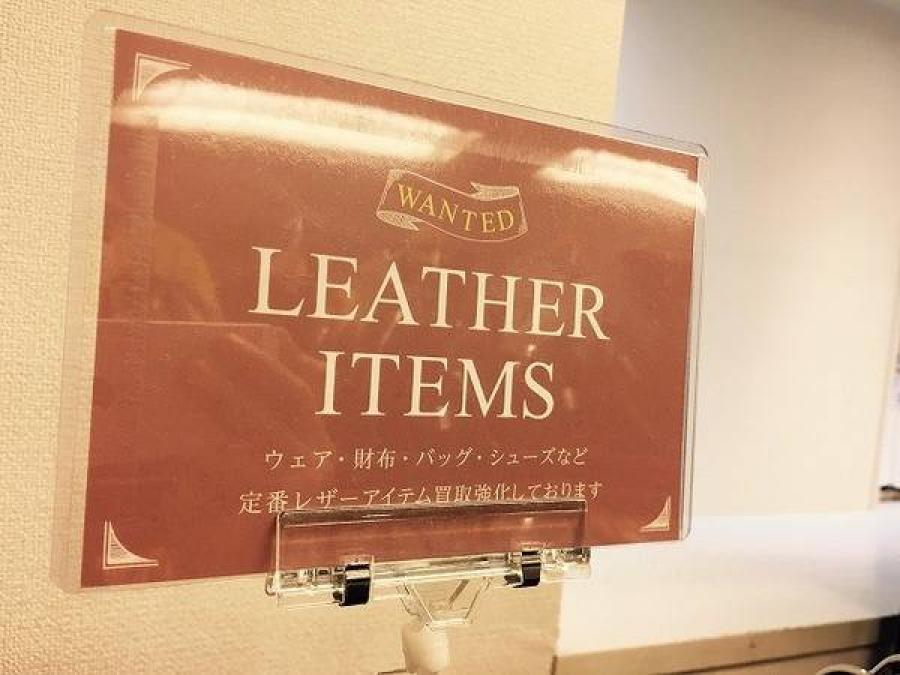 WANTED
LEATHER
ITEMS
ウェア・財布・バッグ・シューズなど
定番レザーアイテム買取強化しております